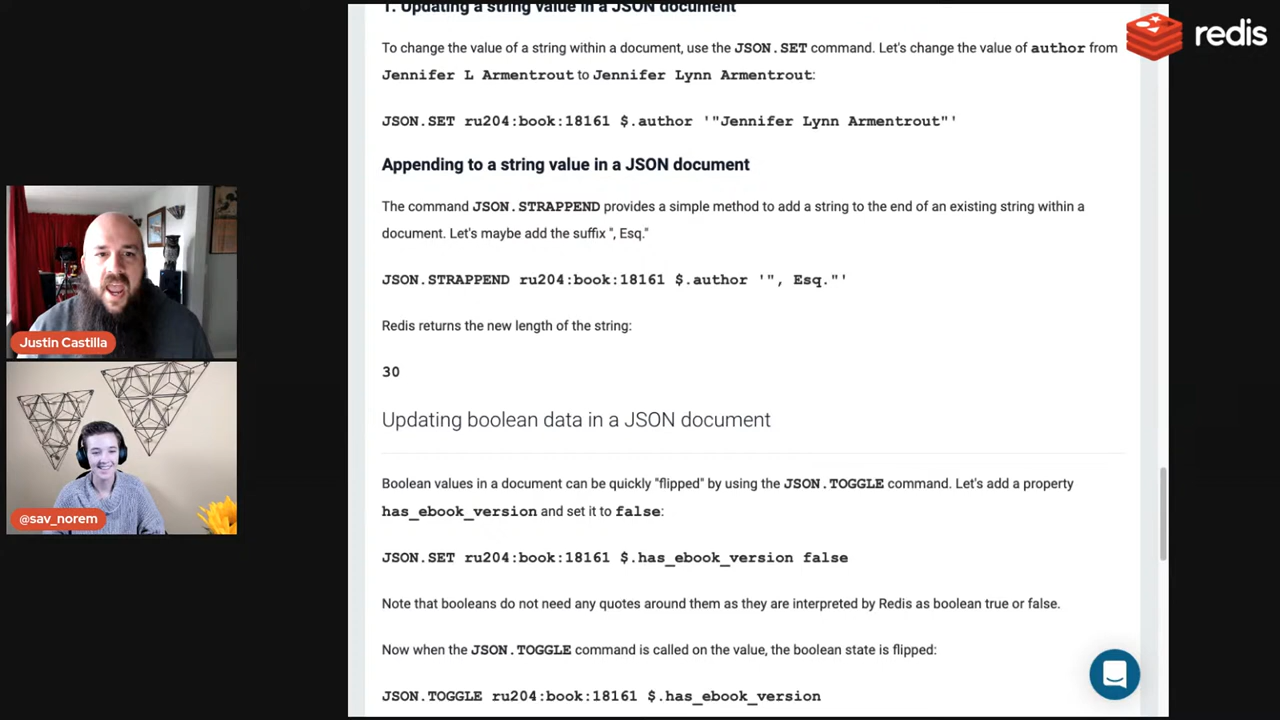 1. Updating a string value in a JSON document
redis
To change the value of a string within a document, use the JSON.SET command. Let's change the value of author from
Jennifer L Armentrout to Jennifer Lynn Armentrout:
JSON.SET ru204:book:18161 $.author '"Jennifer Lynn Armentrout"'
Appending to a string value in a JSON document
The command JSON.STRAPPEND provides a simple method to add a string to the end of an existing string within a
document. Let's maybe add the suffix ", Esq."
JSON.STRAPPEND ru204:book:18161 $.author '", Esq."'
Redis returns the new length of the string:
30
Updating boolean data in a JSON document
Boolean values in a document can be quickly "flipped" by using the JSON.TOGGLE command. Let's add a property
has_ebook_version and set it to false:
JSON.SET ru204:book:18161 $.has_ebook_version false
Note that booleans do not need any quotes around them as they are interpreted by Redis as boolean true or false.
Now when the JSON.TOGGLE command is called on the value, the boolean state is flipped:
JSON.TOGGLE ru204:book:18161 $.has_ebook_version
Justin Castilla
@sav_norem